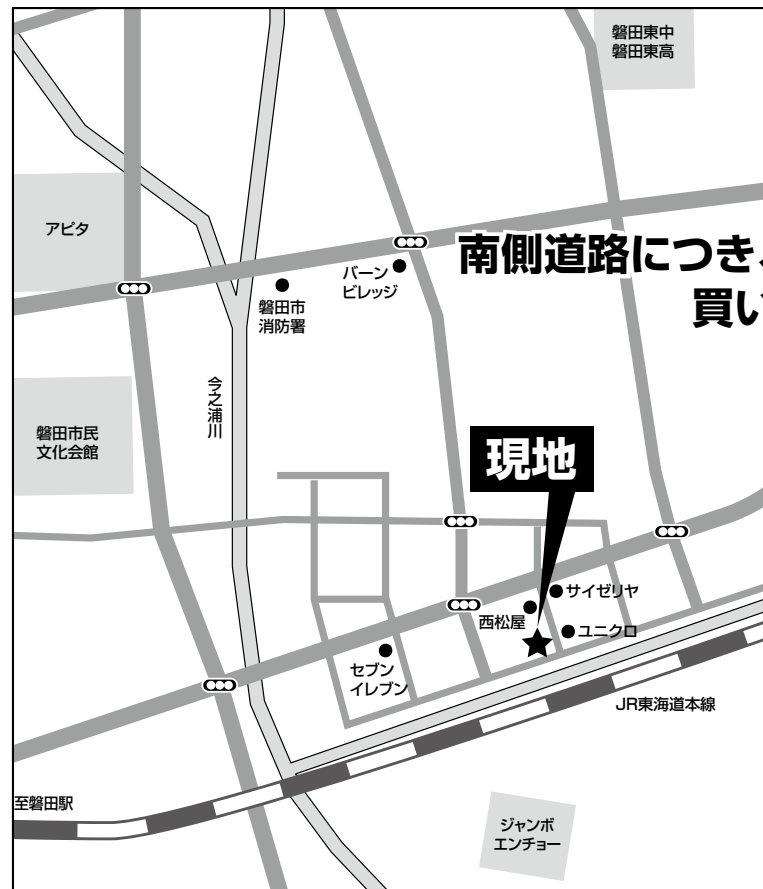 磐田東中
磐田東高
アピタ
南側道路につき
買い
バーン
ビレッジ
磐田市
消防署
今之浦川
磐田市民
文化会館
現地
サイゼリヤ
西松屋
ユニクロ
セブン
イレブン
JR東海道本線
至磐田駅
ジャンボ
エンチョー